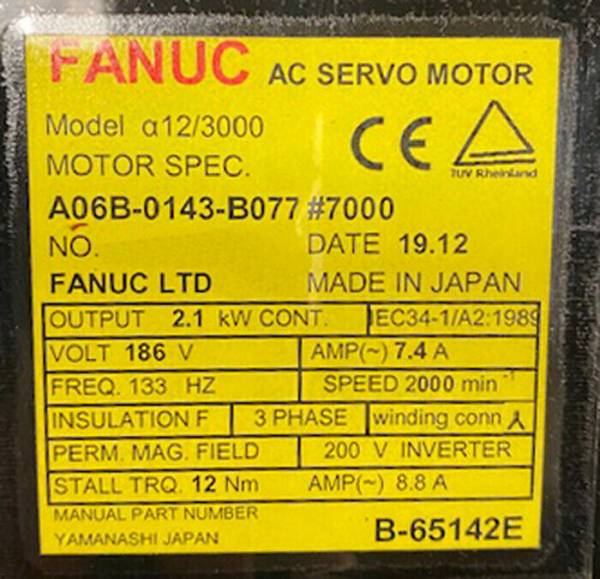 FANUC AC SERVO MOTOR
Model α12/3000
MOTOR SPEC.
CE TUV Rheinland
A06B-0143-B077 #7000
NO. DATE 19.12
FANUC LTD MADE IN JAPAN
OUTPUT 2.1 kW CONT. IEC34-1/A2:1989
VOLT 186 V AMP(~) 7.4 A
FREQ. 133 HZ SPEED 2000 min⁻¹
INSULATION F 3 PHASE winding conn
PERM. MAG. FIELD 200 V INVERTER
STALL TRQ. 12 Nm AMP(~) 8.8 A
MANUAL PART NUMBER
YAMANASHI JAPAN B-65142E